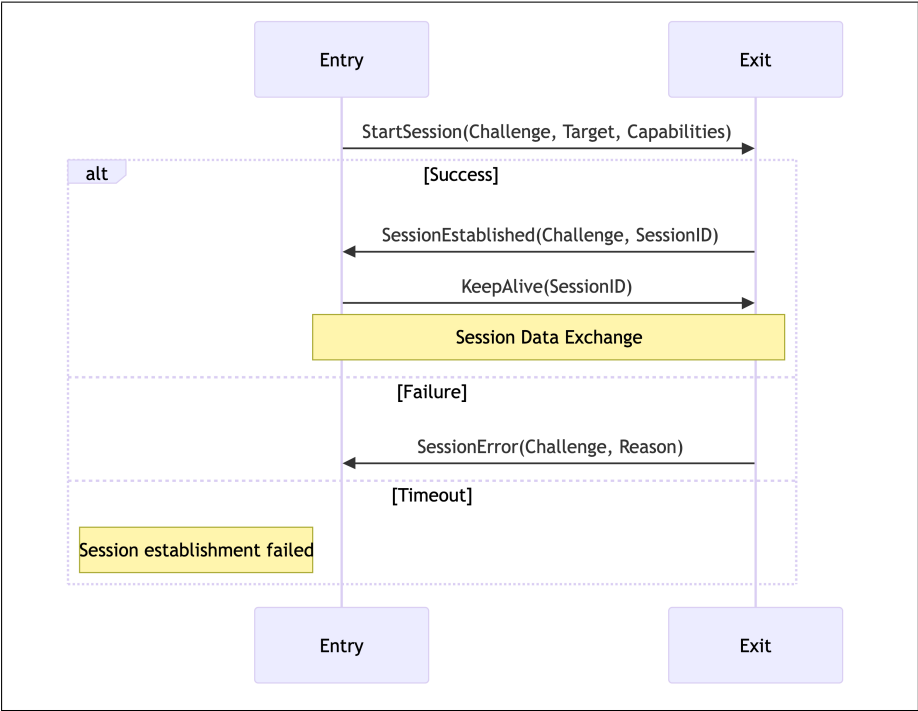 Entry
Exit
StartSession(Challenge, Target, Capabilities)
alt
[Success]
SessionEstablished(Challenge, SessionID)
KeepAlive(SessionID)
Session Data Exchange
[Failure]
SessionError(Challenge, Reason)
[Timeout]
Session establishment failed
Entry
Exit